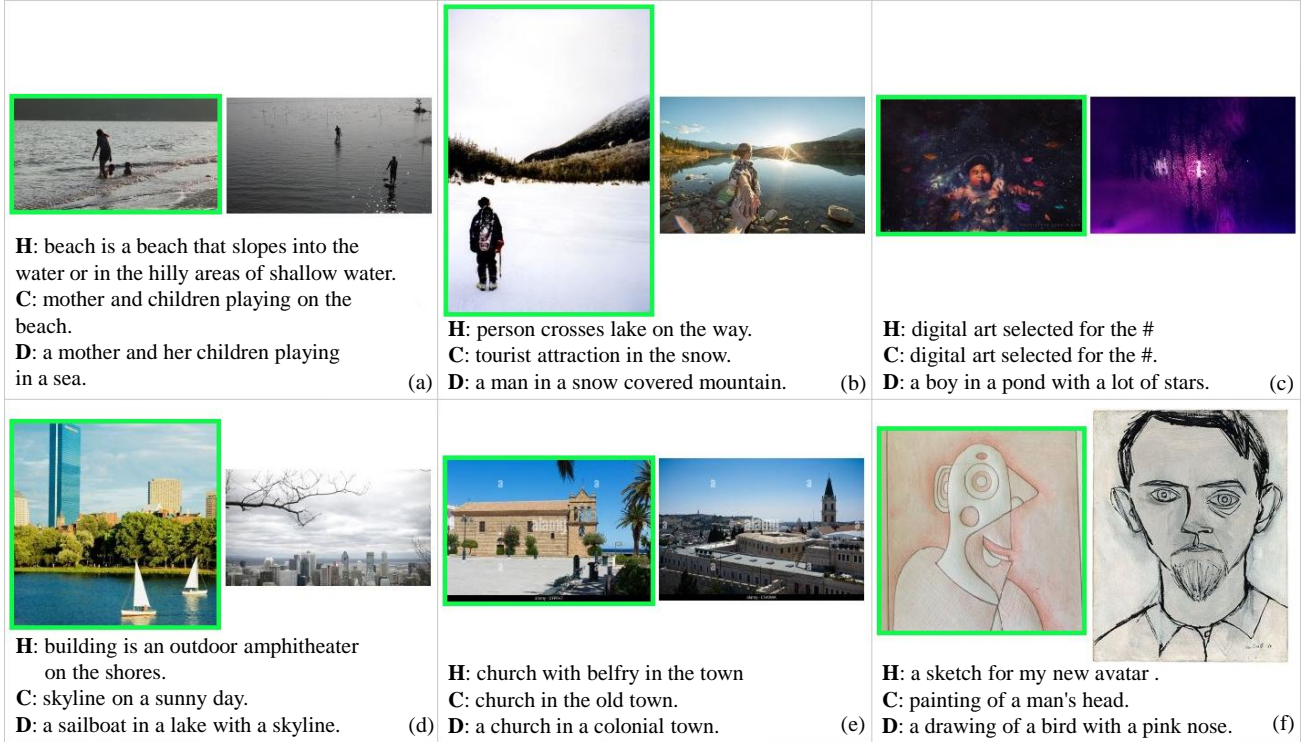 H: beach is a beach that slopes into the
water or in the hilly areas of shallow water.
C: mother and children playing on the
beach.
D: a mother and her children playing
in a sea.
(a)
H: person crosses lake on the way.
C: tourist attraction in the snow.
D: a man in a snow covered mountain.
(b)
H: digital art selected for the #
C: digital art selected for the #.
D: a boy in a pond with a lot of stars.
(c)
H: building is an outdoor amphitheater
on the shores.
C: skyline on a sunny day.
D: a sailboat in a lake with a skyline.
(d)
a a
alamy
a a
alamy
H: church with belfry in the town
C: church in the old town.
D: a church in a colonial town.
(e)
H: a sketch for my new avatar .
C: painting of a man's head.
D: a drawing of a bird with a pink nose.
(f)